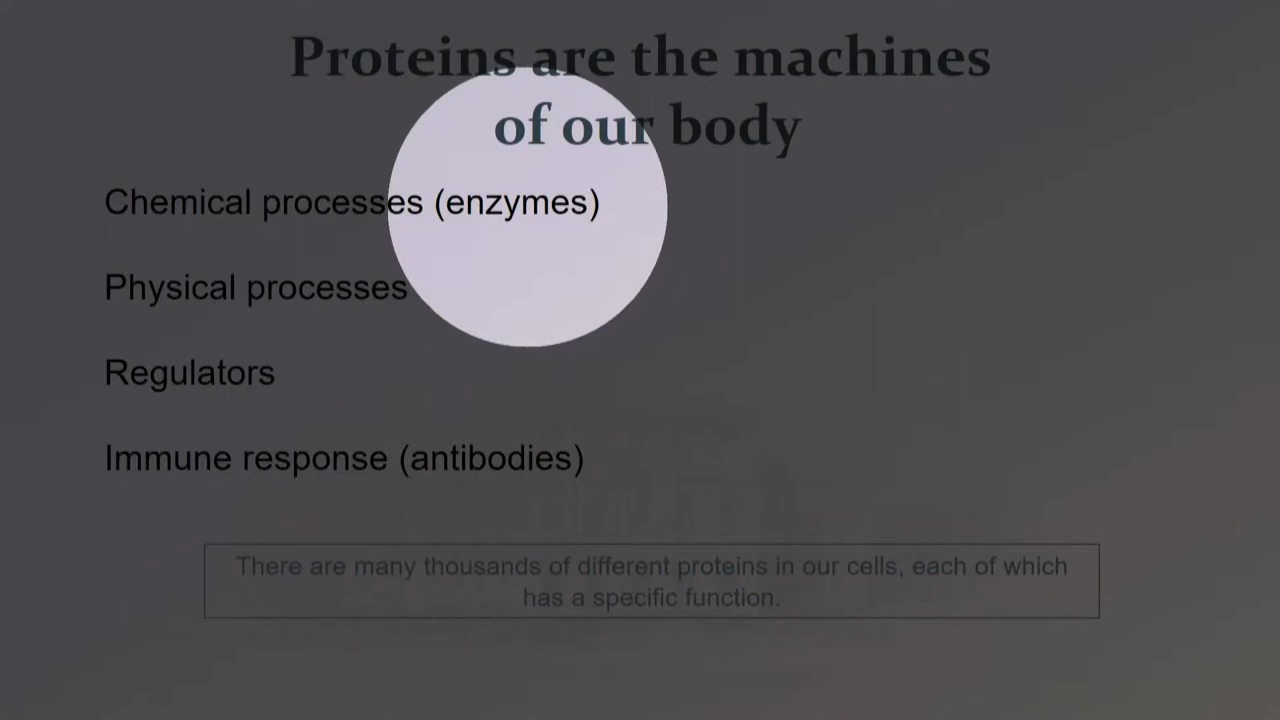 Proteins are the machines
of our body
Chemical processes (enzymes)
Physical processes
Regulators
Immune response (antibodies)
There are many thousands of different proteins in our cells, each of which
has a specific function.